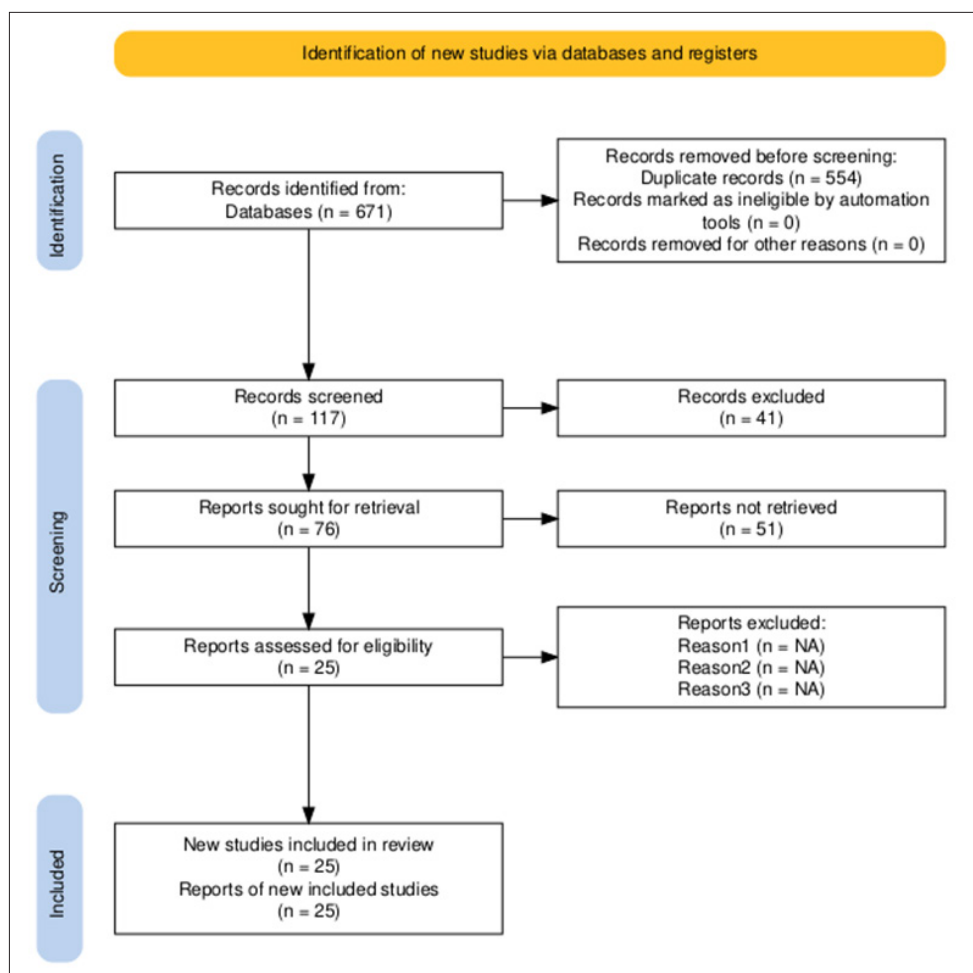 Identification of new studies via databases and registers
Identification
Records identified from:
Databases (n = 671)
Records removed before screening:
Duplicate records (n = 554)
Records marked as ineligible by automation
tools (n = 0)
Records removed for other reasons (n = 0)
Screening
Records screened
(n = 117)
Records excluded
(n = 41)
Reports sought for retrieval
(n = 76)
Reports not retrieved
(n = 51)
Reports assessed for eligibility
(n = 25)
Reports excluded:
Reason1 (n = NA)
Reason2 (n = NA)
Reason3 (n = NA)
Included
New studies included in review
(n = 25)
Reports of new included studies
(n = 25)